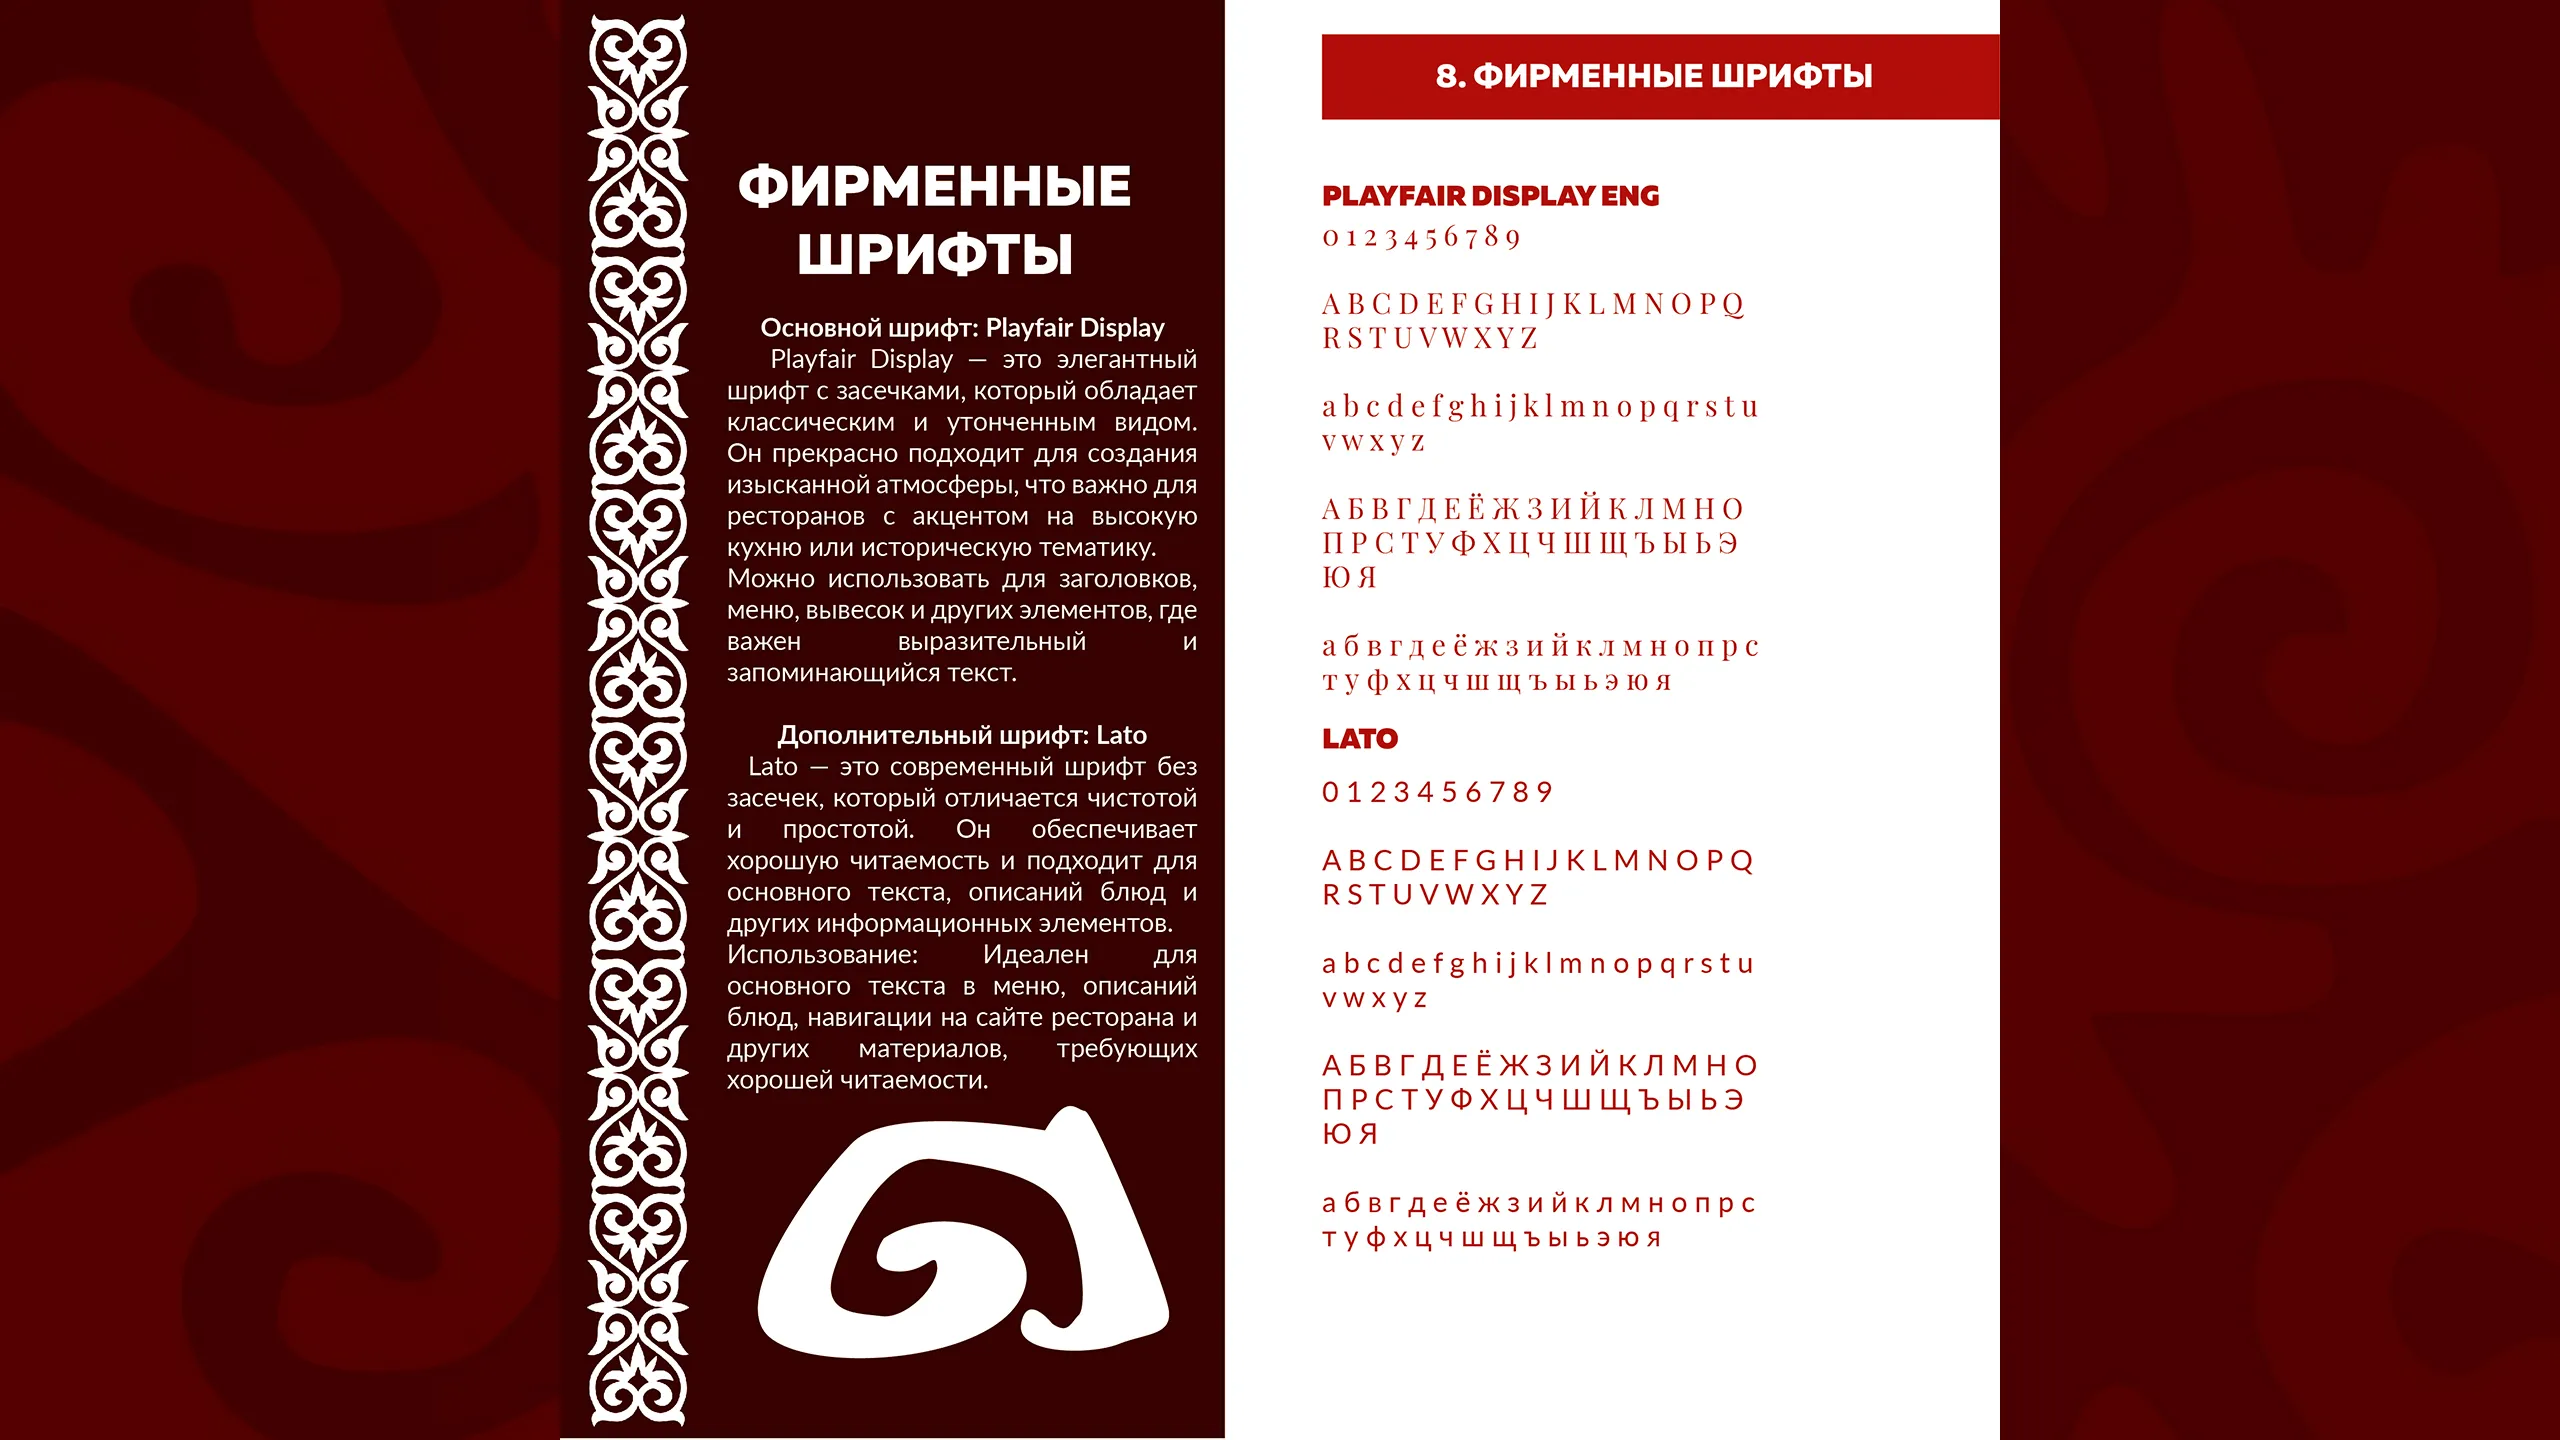 ФИРМЕННЫЕ
ШРИФТЫ
Основной шрифт: Playfair Display
Playfair Display — это элегантный
шрифт с засечками, который обладает
классическим и утонченным видом.
Он прекрасно подходит для создания
изысканной атмосферы, что важно для
ресторанов с акцентом на высокую
кухню или историческую тематику.
Можно использовать для заголовков,
меню, вывесок и других элементов, где
важен выразительный и
запоминающийся текст.
Дополнительный шрифт: Lato
Lato — это современный шрифт без
засечек, который отличается чистотой
и простотой. Он обеспечивает
хорошую читаемость и подходит для
основного текста, описаний блюд и
других информационных элементов.
Использование: Идеален для
основного текста в меню, описаний
блюд, навигации на сайте ресторана и
других материалов, требующих
хорошей читаемости.
8. ФИРМЕННЫЕ ШРИФТЫ
PLAYFAIR DISPLAY ENG
0 1 2 3 4 5 6 7 8 9
A B C D E F G H I J K L M N O P Q
R S T U V W X Y Z
a b c d e f g h i j k l m n o p q r s t u
v w x y z
А Б В Г Д Е Ё Ж З И Й К Л М Н О
П Р С Т У Ф Х Ц Ч Ш Щ Ъ Ы Ь Э
Ю Я
а б в г д е ё ж з и й к л м н о п р с
т у ф х ц ч ш щ ъ ы ь э ю я
LATO
0 1 2 3 4 5 6 7 8 9
A B C D E F G H I J K L M N O P Q
R S T U V W X Y Z
a b c d e f g h i j k l m n o p q r s t u
v w x y z
А Б В Г Д Е Ё Ж З И Й К Л М Н О
П Р С Т У Ф Х Ц Ч Ш Щ Ъ Ы Ь Э
Ю Я
а б в г д е ё ж з и й к л м н о п р с
т у ф х ц ч ш щ ъ ы ь э ю я